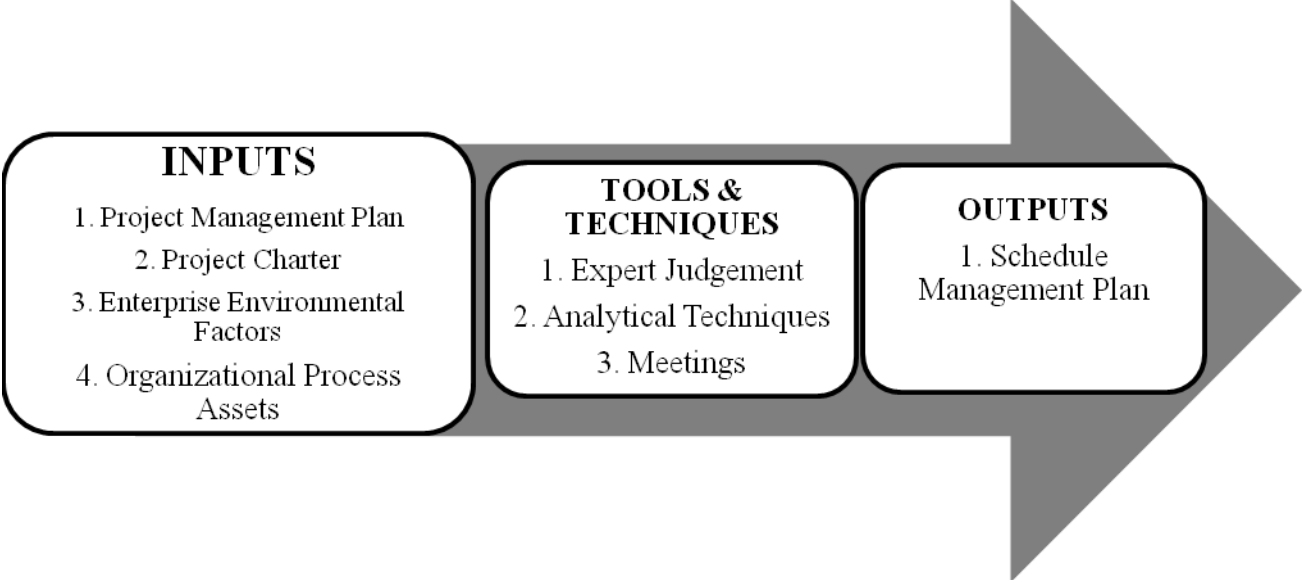 INPUTS
1. Project Management Plan
2. Project Charter
3. Enterprise Environmental
Factors
4. Organizational Process
Assets
TOOLS &
TECHNIQUES
1. Expert Judgement
2. Analytical Techniques
3. Meetings
OUTPUTS
1. Schedule
Management Plan